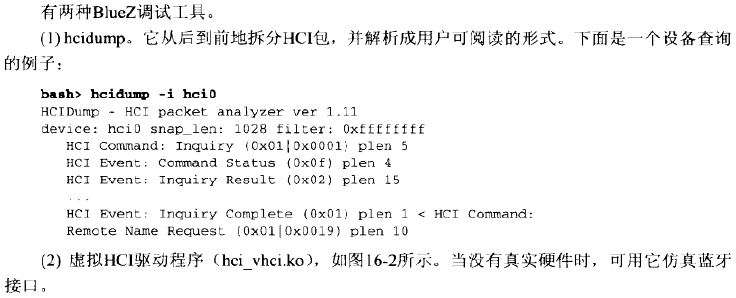 有两种BlueZ调试工具。
(1) hcidump。它从后到前地拆分HCI包，并解析成用户可阅读的形式。下面是一个设备查询
的例子：
bash> hcidump -i hci0
HCIDump - HCI packet analyzer ver 1.11
device: hci0 snap_len: 1028 filter: 0xffffffff
HCI Command: Inquiry (0x01|0x0001) plen 5
HCI Event: Command Status (0x0f) plen 4
HCI Event: Inquiry Result (0x02) plen 15
...
HCI Event: Inquiry Complete (0x01) plen 1 < HCI Command:
Remote Name Request (0x01|0x0019) plen 10
(2) 虚拟HCI驱动程序（hci_vhci.ko），如图16-2所示。当没有真实硬件时，可用它仿真蓝牙
接口。